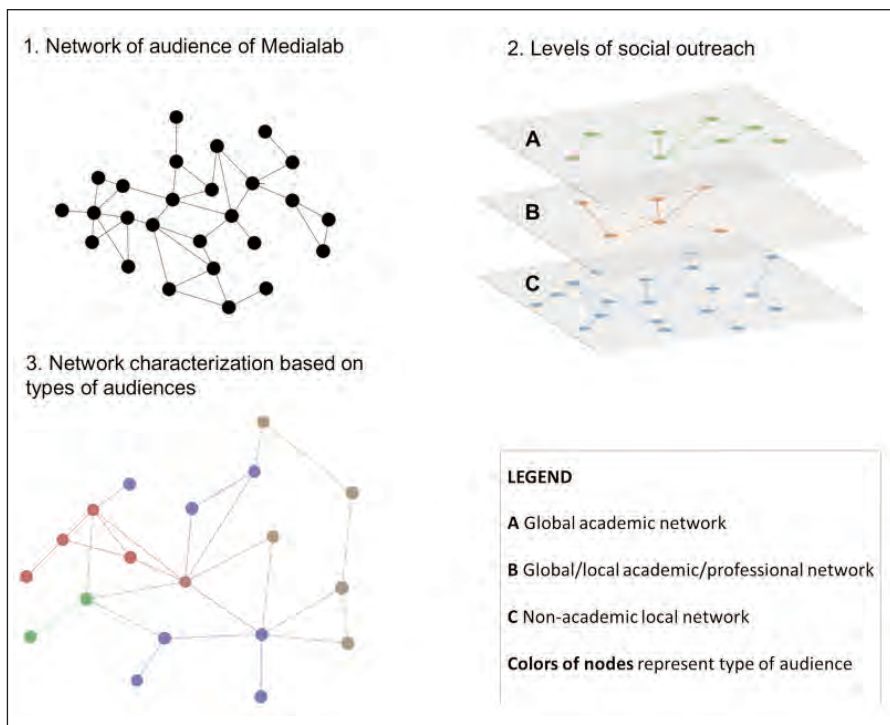 1. Network of audience of Medialab
2. Levels of social outreach
A
B
C
3. Network characterization based on
types of audiences
LEGEND
A Global academic network
B Global/local academic/professional network
C Non-academic local network
Colors of nodes represent type of audience